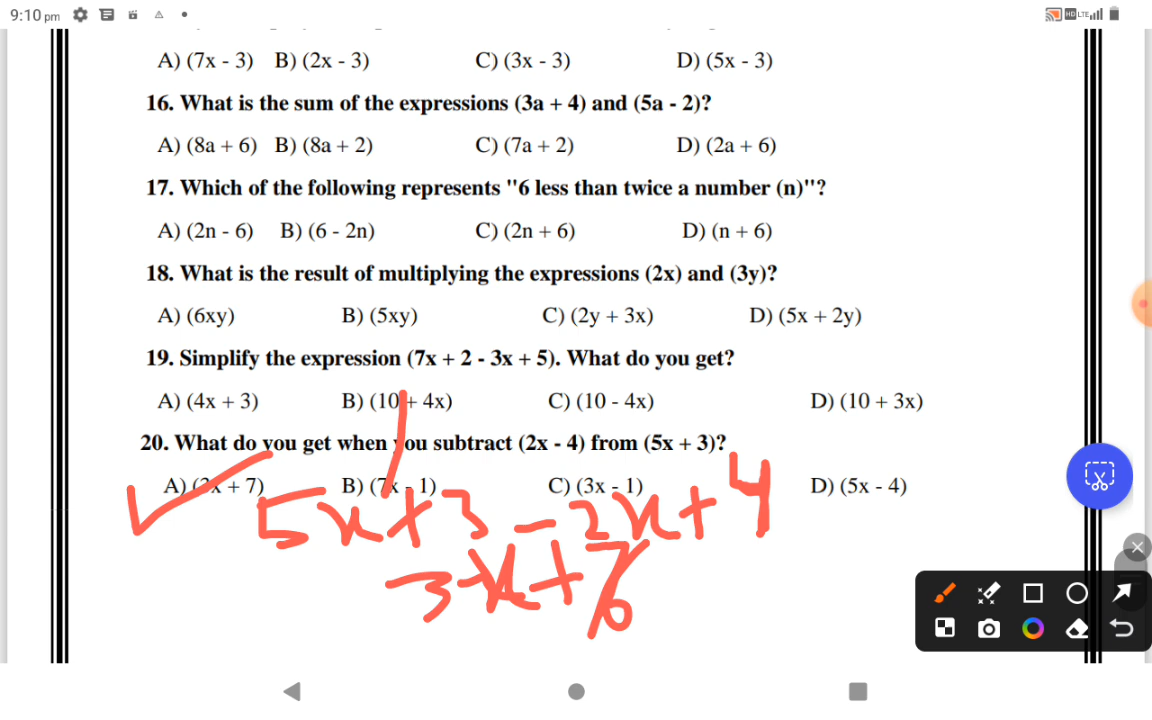 9:10 pm
HD LTE
A) (7x - 3) B) (2x - 3) C) (3x - 3) D) (5x - 3)
16. What is the sum of the expressions (3a + 4) and (5a - 2)?
A) (8a + 6) B) (8a + 2) C) (7a + 2) D) (2a + 6)
17. Which of the following represents "6 less than twice a number (n)"?
A) (2n - 6) B) (6 - 2n) C) (2n + 6) D) (n + 6)
18. What is the result of multiplying the expressions (2x) and (3y)?
A) (6xy) B) (5xy) C) (2y + 3x) D) (5x + 2y)
19. Simplify the expression (7x + 2 - 3x + 5). What do you get?
A) (4x + 3) B) (10 + 4x) C) (10 - 4x) D) (10 + 3x)
20. What do you get when you subtract (2x - 4) from (5x + 3)?
A) (3x + 7) B) (7x - 1) C) (3x - 1) D) (5x - 4)
5x + 3 - 2x + 4
3x +